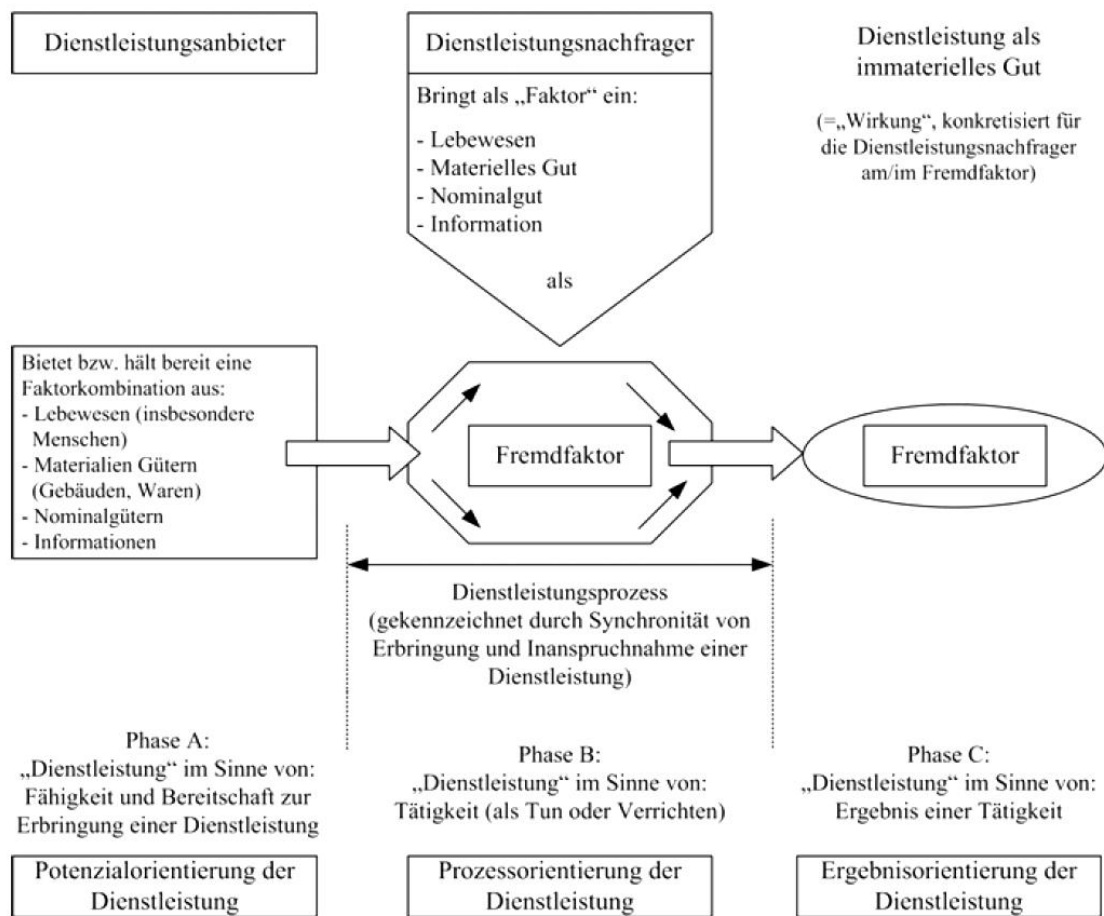 Dienstleistungsanbieter
Dienstleistungsnachfrager
Bringt als „Faktor“ ein:
- Lebewesen
- Materielles Gut
- Nominalgut
- Information
als
Dienstleistung als
immaterielles Gut
(=„Wirkung“, konkretisiert für
die Dienstleistungsnachfrager
am/im Fremdfaktor)
Bietet bzw. hält bereit eine
Faktorkombination aus:
- Lebewesen (insbesondere
Menschen)
- Materialien Gütern
(Gebäuden, Waren)
- Nominalgütern
- Informationen
Fremdfaktor
Fremdfaktor
Dienstleistungsprozess
(gekennzeichnet durch Synchronität von
Erbringung und Inanspruchnahme einer
Dienstleistung)
Phase A:
„Dienstleistung“ im Sinne von:
Fähigkeit und Bereitschaft zur
Erbringung einer Dienstleistung
Phase B:
„Dienstleistung“ im Sinne von:
Tätigkeit (als Tun oder Verrichten)
Phase C:
„Dienstleistung“ im Sinne von:
Ergebnis einer Tätigkeit
Potenzialorientierung der
Dienstleistung
Prozessorientierung der
Dienstleistung
Ergebnisorientierung der
Dienstleistung